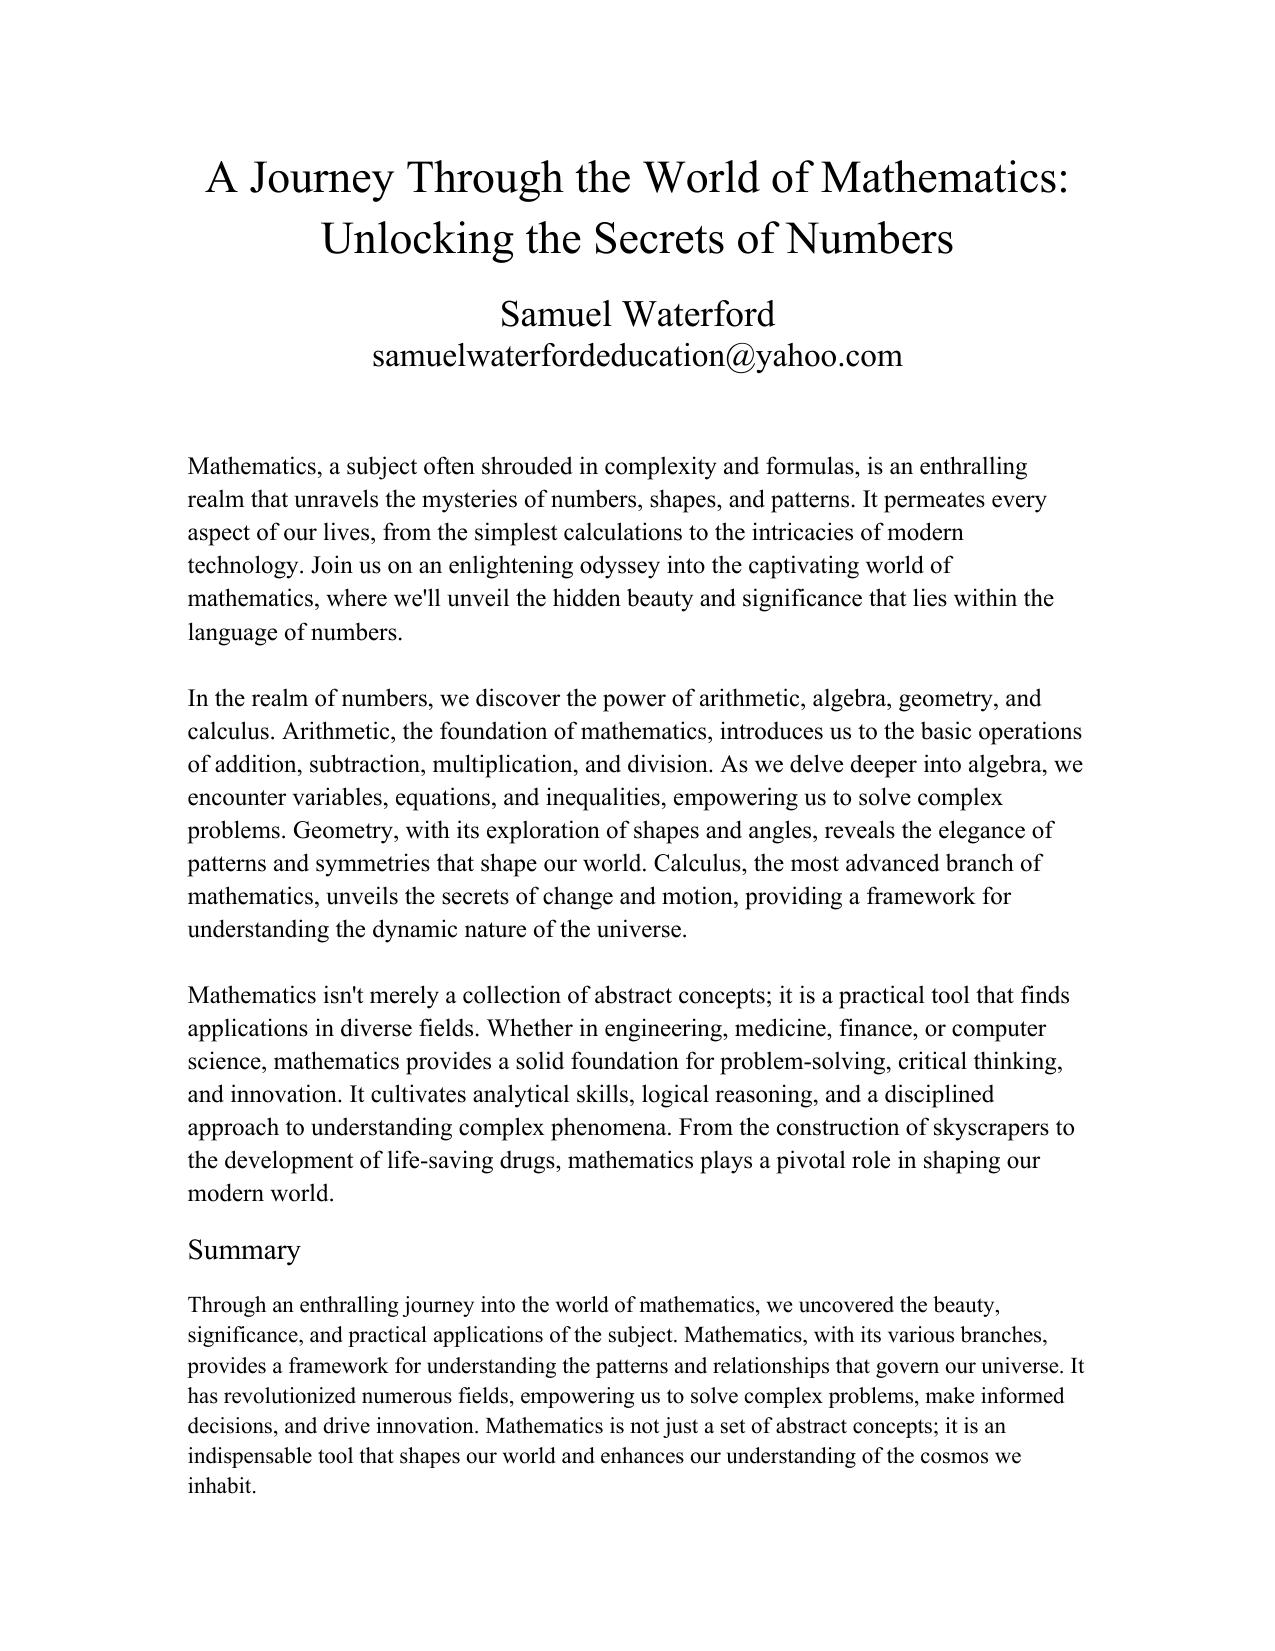 A Journey Through the World of Mathematics:
Unlocking the Secrets of Numbers
Samuel Waterford
samuelwaterfordeducation@yahoo.com
Mathematics, a subject often shrouded in complexity and formulas, is an enthralling
realm that unravels the mysteries of numbers, shapes, and patterns. It permeates every
aspect of our lives, from the simplest calculations to the intricacies of modern
technology. Join us on an enlightening odyssey into the captivating world of
mathematics, where we'll unveil the hidden beauty and significance that lies within the
language of numbers.
In the realm of numbers, we discover the power of arithmetic, algebra, geometry, and
calculus. Arithmetic, the foundation of mathematics, introduces us to the basic operations
of addition, subtraction, multiplication, and division. As we delve deeper into algebra, we
encounter variables, equations, and inequalities, empowering us to solve complex
problems. Geometry, with its exploration of shapes and angles, reveals the elegance of
patterns and symmetries that shape our world. Calculus, the most advanced branch of
mathematics, unveils the secrets of change and motion, providing a framework for
understanding the dynamic nature of the universe.
Mathematics isn't merely a collection of abstract concepts; it is a practical tool that finds
applications in diverse fields. Whether in engineering, medicine, finance, or computer
science, mathematics provides a solid foundation for problem-solving, critical thinking,
and innovation. It cultivates analytical skills, logical reasoning, and a disciplined
approach to understanding complex phenomena. From the construction of skyscrapers to
the development of life-saving drugs, mathematics plays a pivotal role in shaping our
modern world.
Summary
Through an enthralling journey into the world of mathematics, we uncovered the beauty,
significance, and practical applications of the subject. Mathematics, with its various branches,
provides a framework for understanding the patterns and relationships that govern our universe. It
has revolutionized numerous fields, empowering us to solve complex problems, make informed
decisions, and drive innovation. Mathematics is not just a set of abstract concepts; it is an
indispensable tool that shapes our world and enhances our understanding of the cosmos we
inhabit.